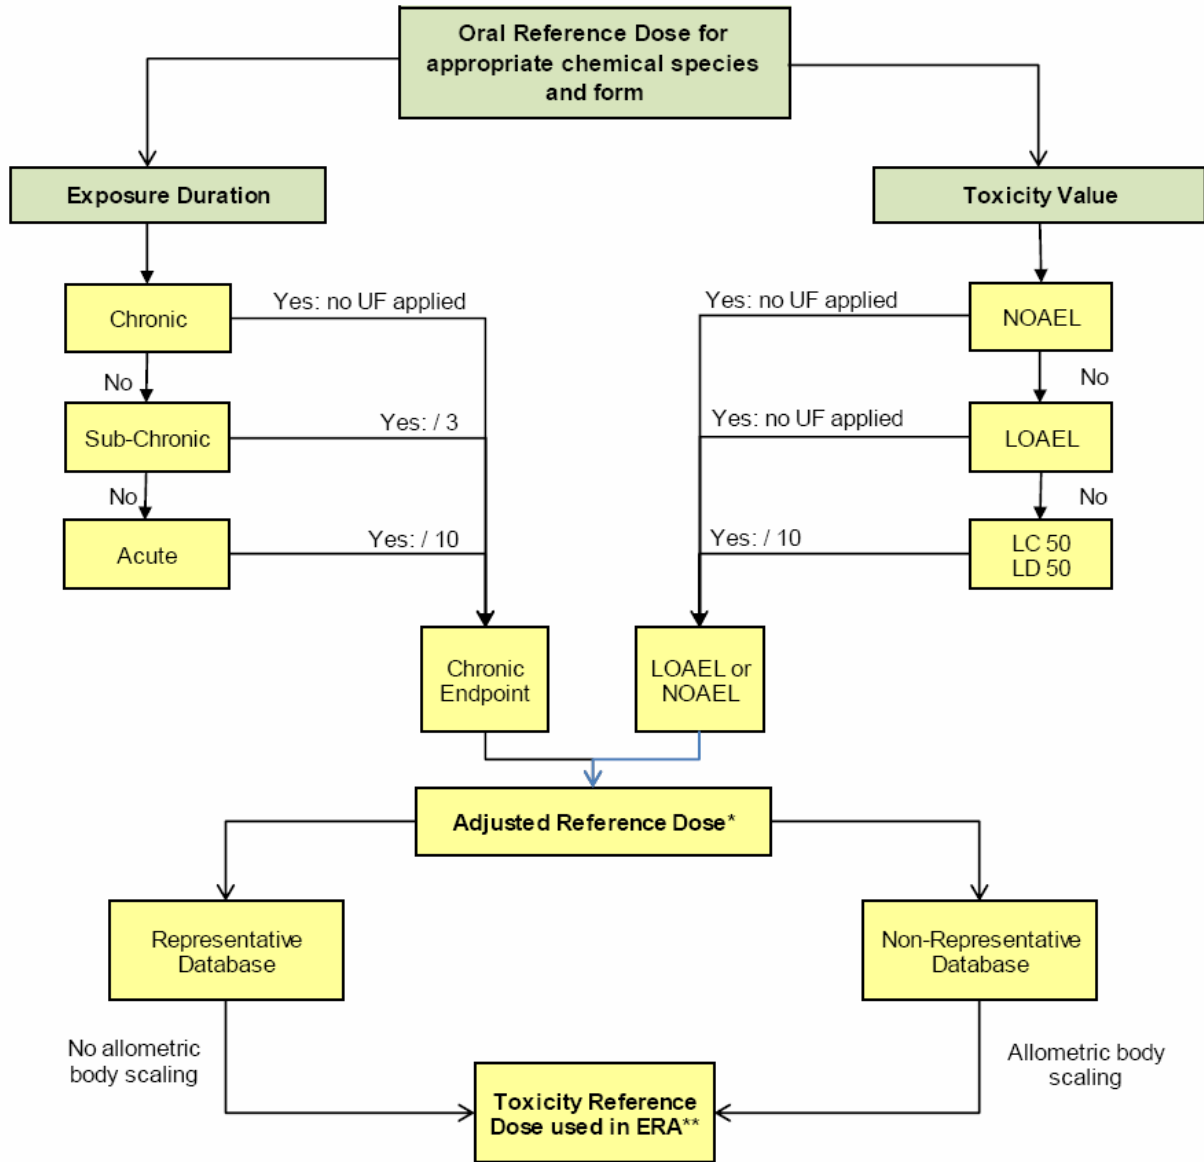 Oral Reference Dose for
appropriate chemical species
and form
Exposure Duration
Toxicity Value
Chronic
Yes: no UF applied
Yes: no UF applied
NOAEL
No
No
Sub-Chronic
Yes: / 3
Yes: no UF applied
LOAEL
No
No
Acute
Yes: / 10
Yes: / 10
LC 50
LD 50
Chronic
Endpoint
LOAEL or
NOAEL
Adjusted Reference Dose*
Representative
Database
Non-Representative
Database
No allometric
body scaling
Allometric body
scaling
Toxicity Reference
Dose used in ERA**